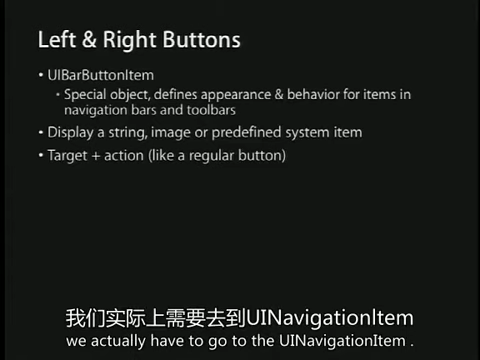 Left & Right Buttons
• UIBarButtonItem
• Special object, defines appearance & behavior for items in
navigation bars and toolbars
• Display a string, image or predefined system item
• Target + action (like a regular button)
我们实际上需要去到UINavigationItem
we actually have to go to the UINavigationItem .